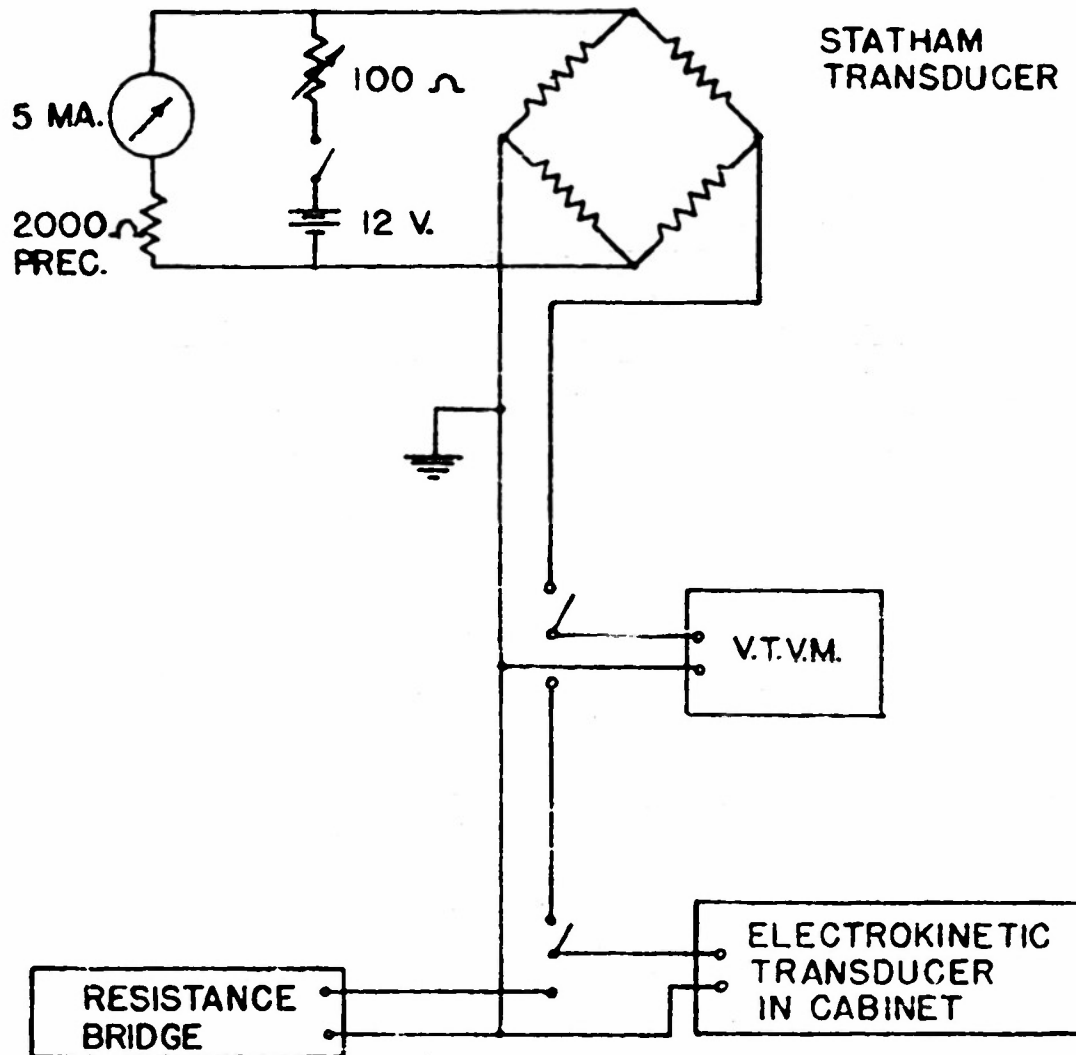 STATHAM
TRANSDUCER
100 Ω
5 MA.
2000 Ω
PREC.
12 V.
V.T.V.M.
ELECTROKINETIC
TRANSDUCER
IN CABINET
RESISTANCE
BRIDGE